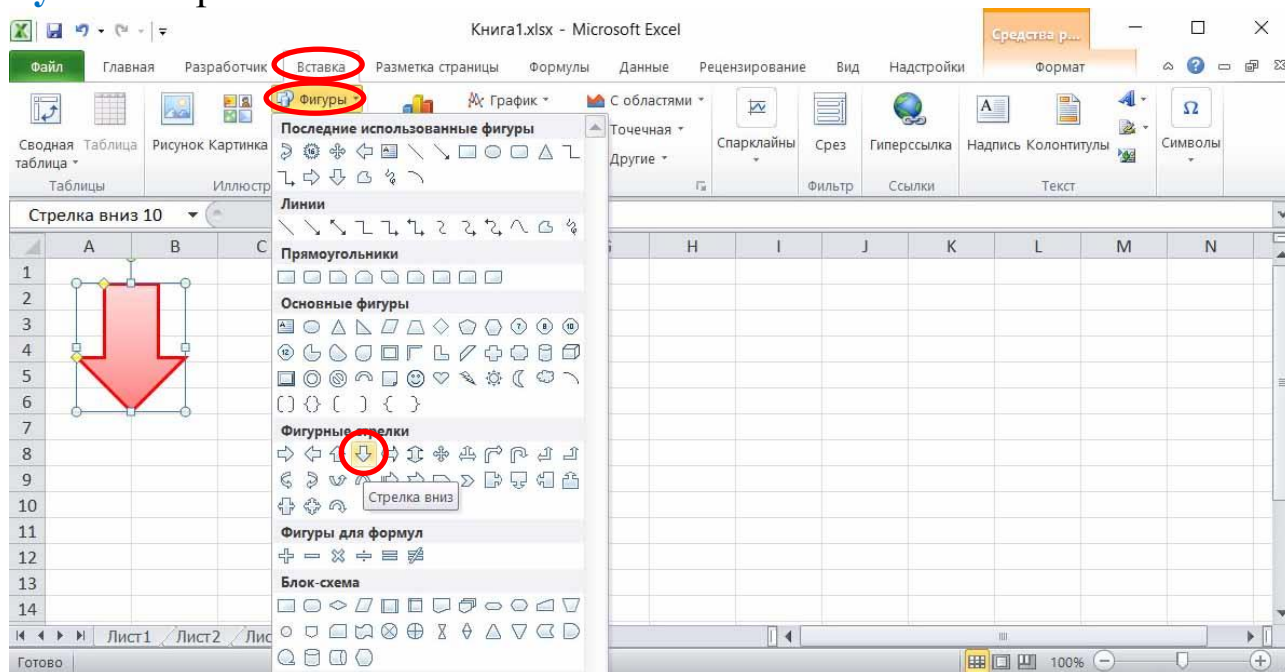 Книга1.xlsx - Microsoft Excel
Средства р...
Файл Главная Разработчик Вставка Разметка страницы Формулы Данные Рецензирование Вид Надстройки Формат
Фигуры График С областями
Точечная
Другие
Сводная таблица Таблица Рисунок Картинка Спарклайны Срез Гиперссылка Надпись Колонтитулы Символы
Таблицы Иллюстр Фильтр Ссылки Текст
Стрелка вниз 10
A B C H I J K L M N
1
2
3
4
5
6
7
8
9
10
11
12
13
14
Последние использованные фигуры
Линии
Прямоугольники
Основные фигуры
Фигурные стрелки
Стрелка вниз
Фигуры для формул
Блок-схема
Лист1 Лист2 Лис
Готово 100%